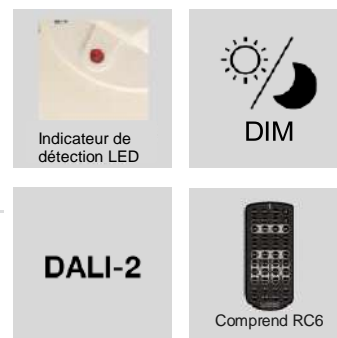 Indicateur de
détection LED
DIM
DALI-2
Comprend RC6